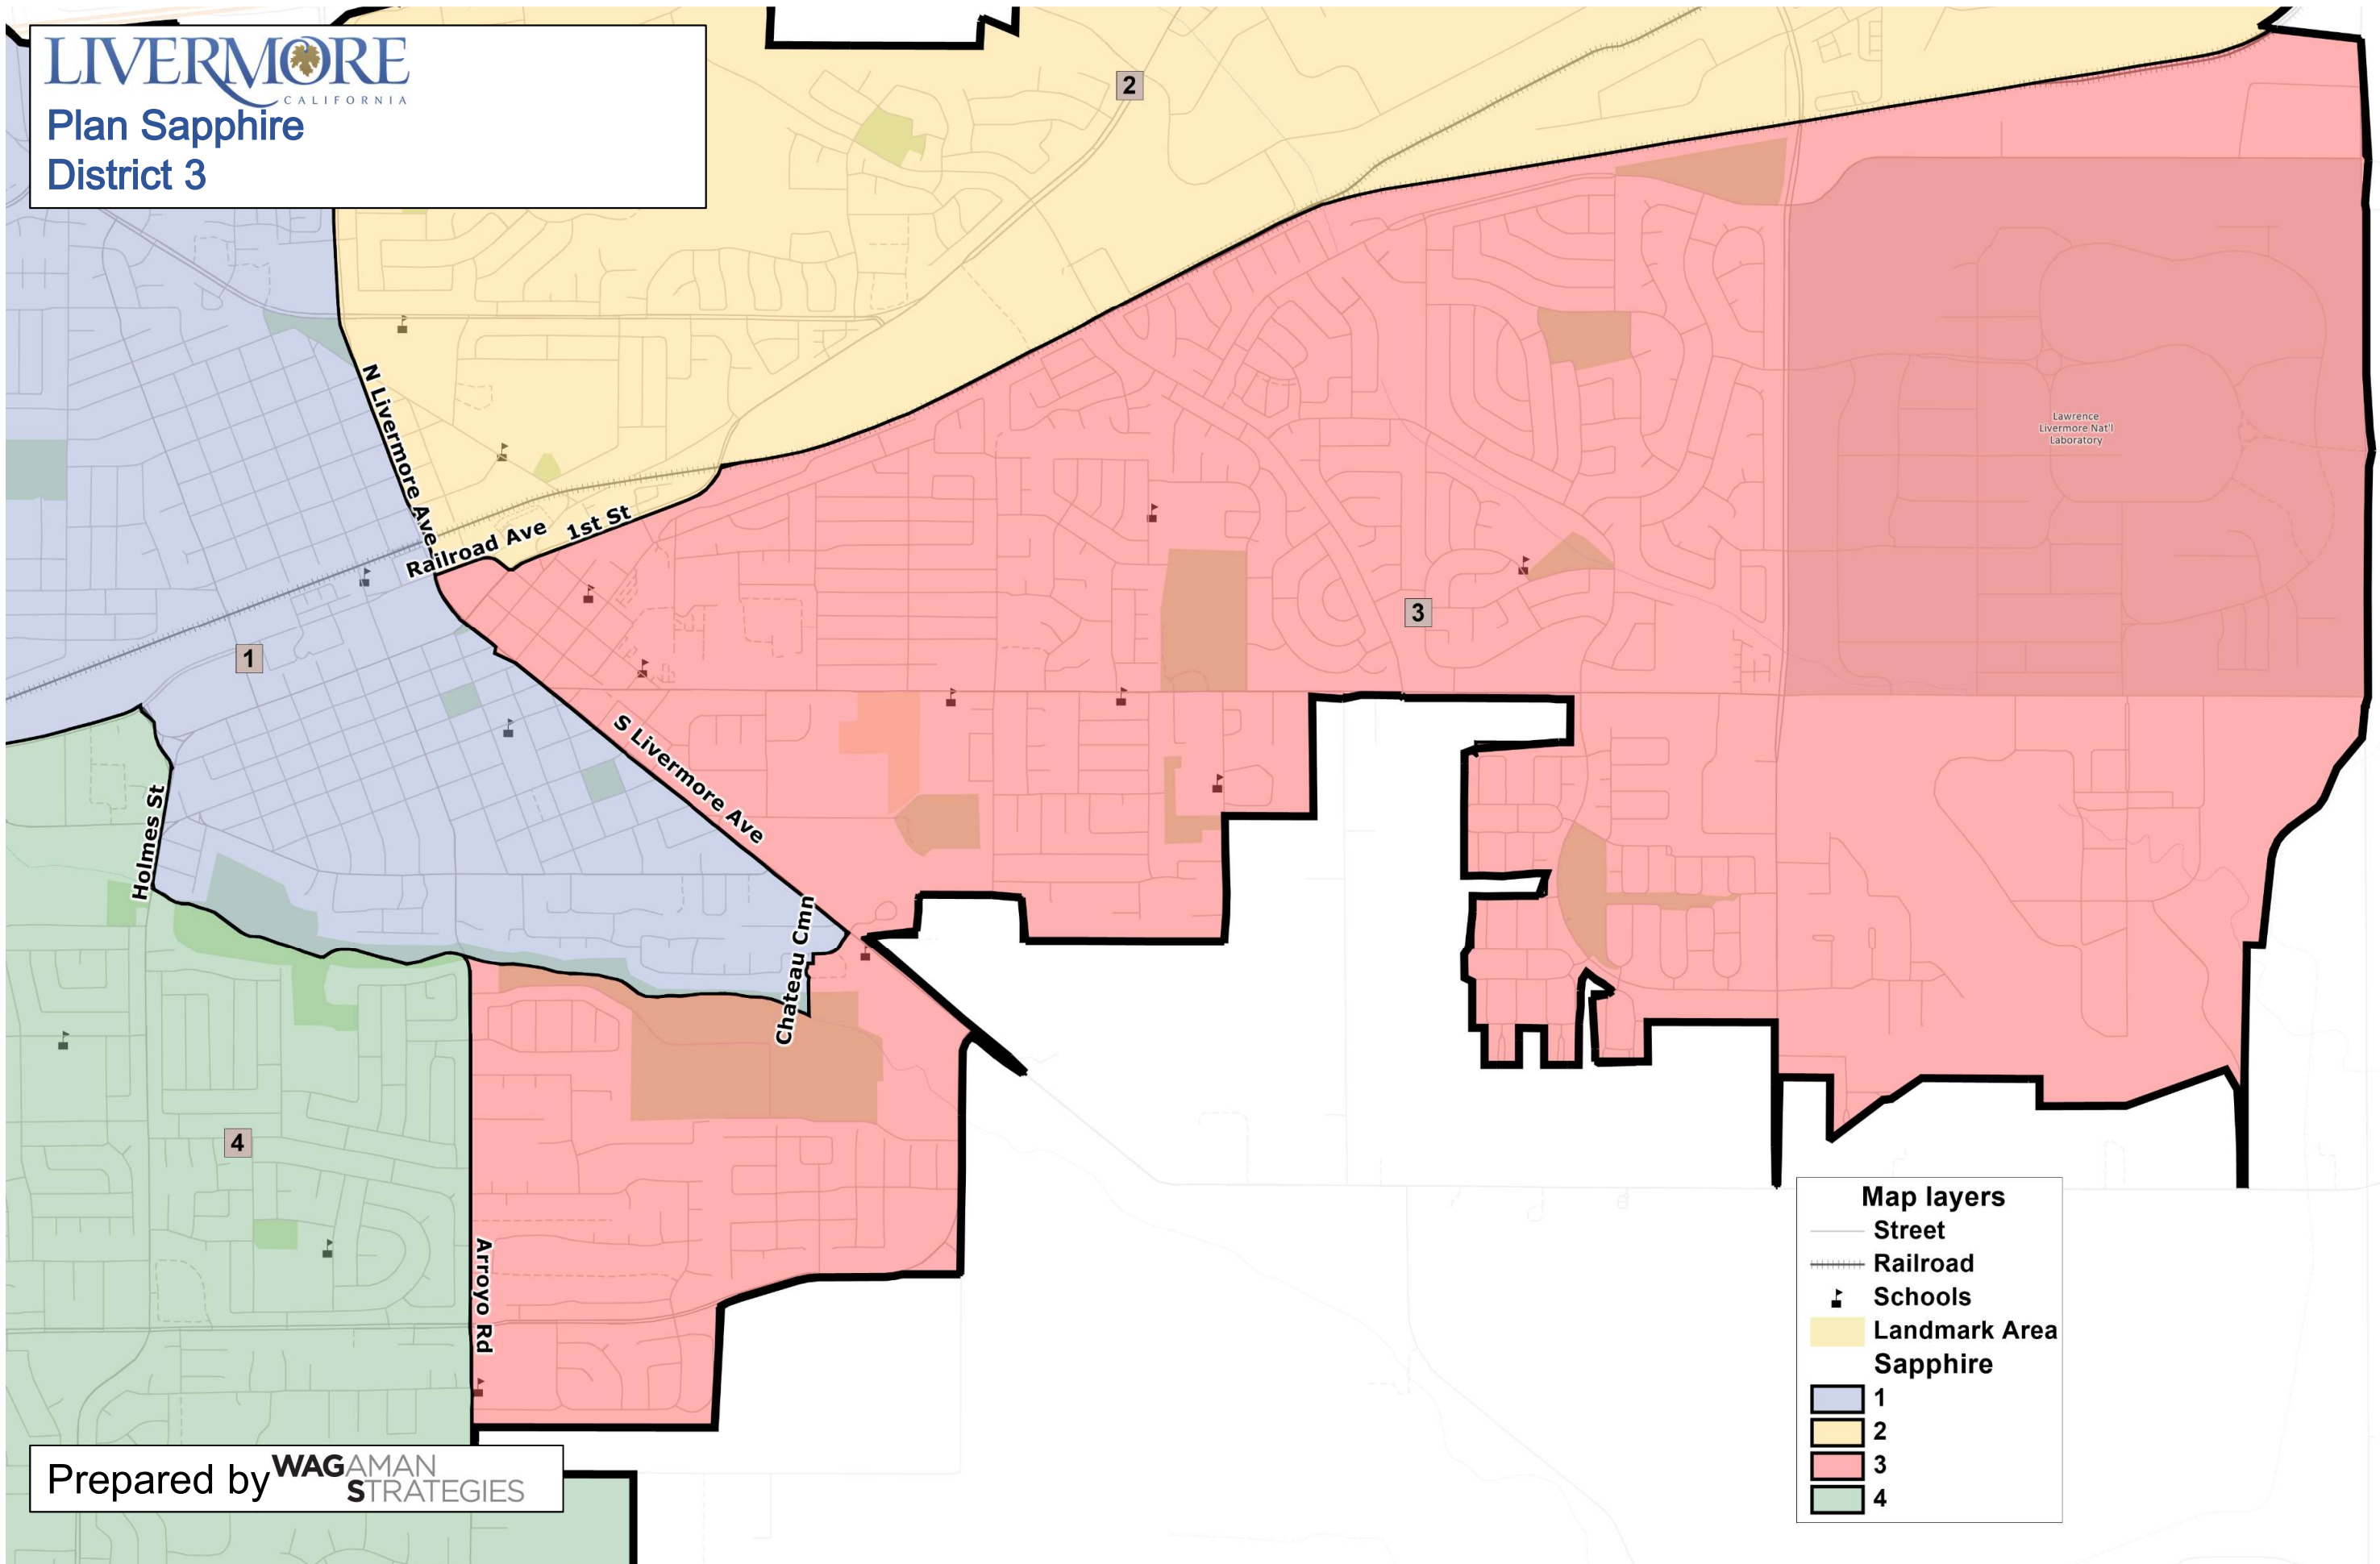 LIVERMORE
CALIFORNIA
Plan Sapphire
District 3
2
N Livermore Ave
Railroad Ave
1st St
Lawrence
Livermore Nat'l
Laboratory
3
1
S Livermore Ave
Holmes St
Chateau Cmn
4
Arroyo Rd
Map layers
Street
Railroad
Schools
Landmark Area
Sapphire
1
2
3
4
Prepared by WAGAMAN
STRATEGIES